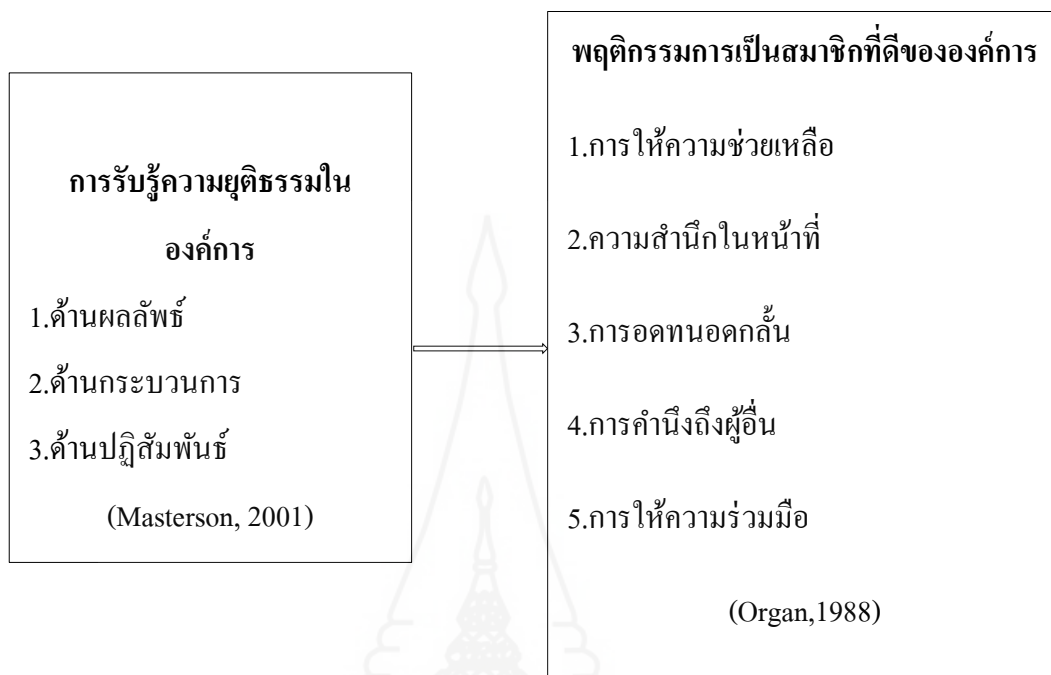 การรับรู้ความยุติธรรมใน
องค์การ
1.ด้านผลลัพธ์
2.ด้านกระบวนการ
3.ด้านปฏิสัมพันธ์
(Masterson, 2001)
พฤติกรรมการเป็นสมาชิกที่ดีขององค์การ
1.การให้ความช่วยเหลือ
2.ความสำนึกในหน้าที่
3.การอดทนอดกลั้น
4.การคำนึงถึงผู้อื่น
5.การให้ความร่วมมือ
(Organ,1988)